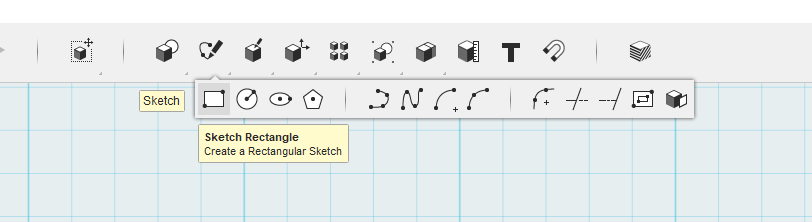 T
Sketch
Sketch Rectangle
Create a Rectangular Sketch